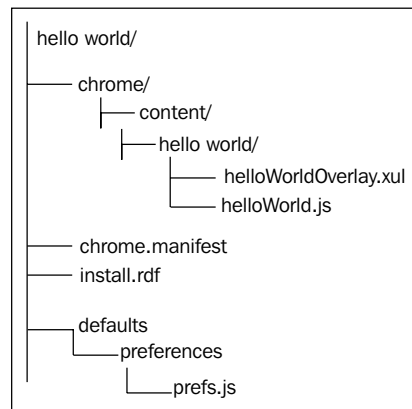 hello world/
chrome/
content/
hello world/
helloWorldOverlay.xul
helloWorld.js
chrome.manifest
install.rdf
defaults
preferences
prefs.js